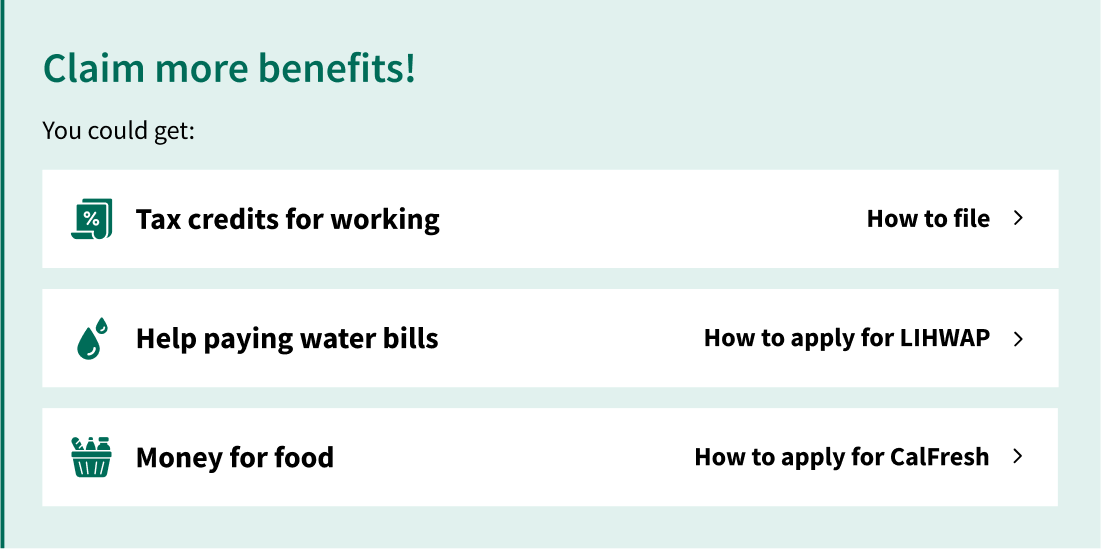 Claim more benefits!
You could get:
%
Tax credits for working
How to file
Help paying water bills
How to apply for LIHWAP
Money for food
How to apply for CalFresh